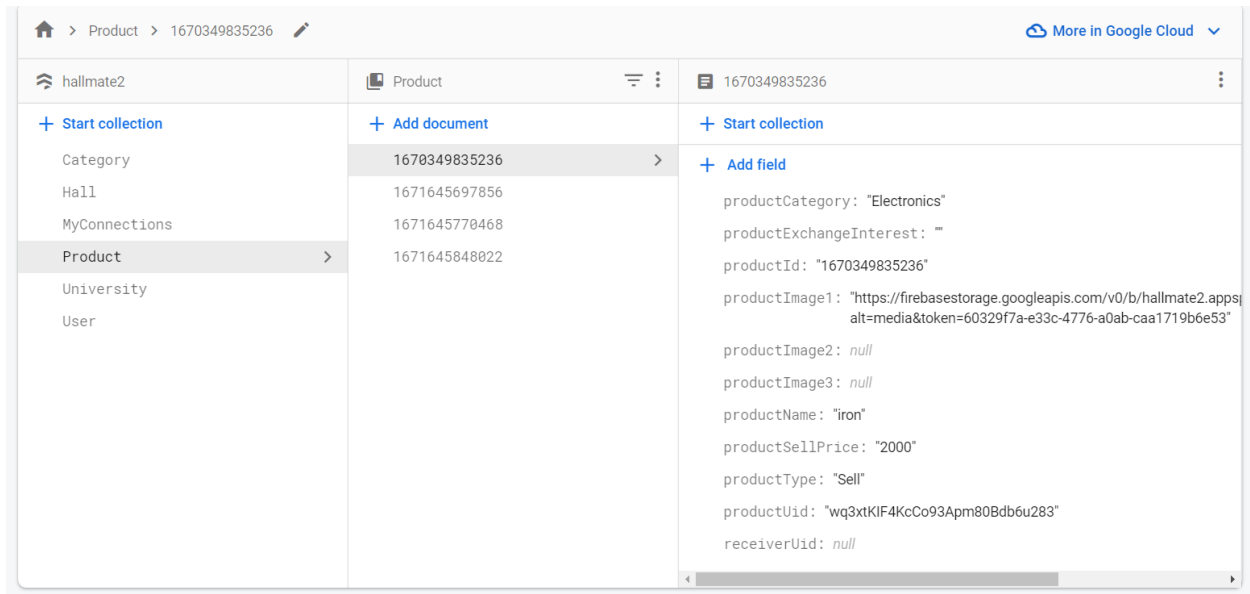 Product > 1670349835236
More in Google Cloud
hallmate2
Product
1670349835236
+ Start collection
+ Add document
+ Start collection
Category
Hall
MyConnections
Product
University
User
1670349835236
1671645697856
1671645770468
1671645848022
+ Add field
productCategory: "Electronics"
productExchangeInterest: ""
productId: "1670349835236"
productImage1: "https://firebasestorage.googleapis.com/v0/b/hallmate2.apps
alt=media&token=60329f7a-e33c-4776-a0ab-caa1719b6e53"
productImage2: null
productImage3: null
productName: "iron"
productSellPrice: "2000"
productType: "Sell"
productUid: "wq3xtKIF4KcCo93Apm80Bdb6u283"
receiverUid: null